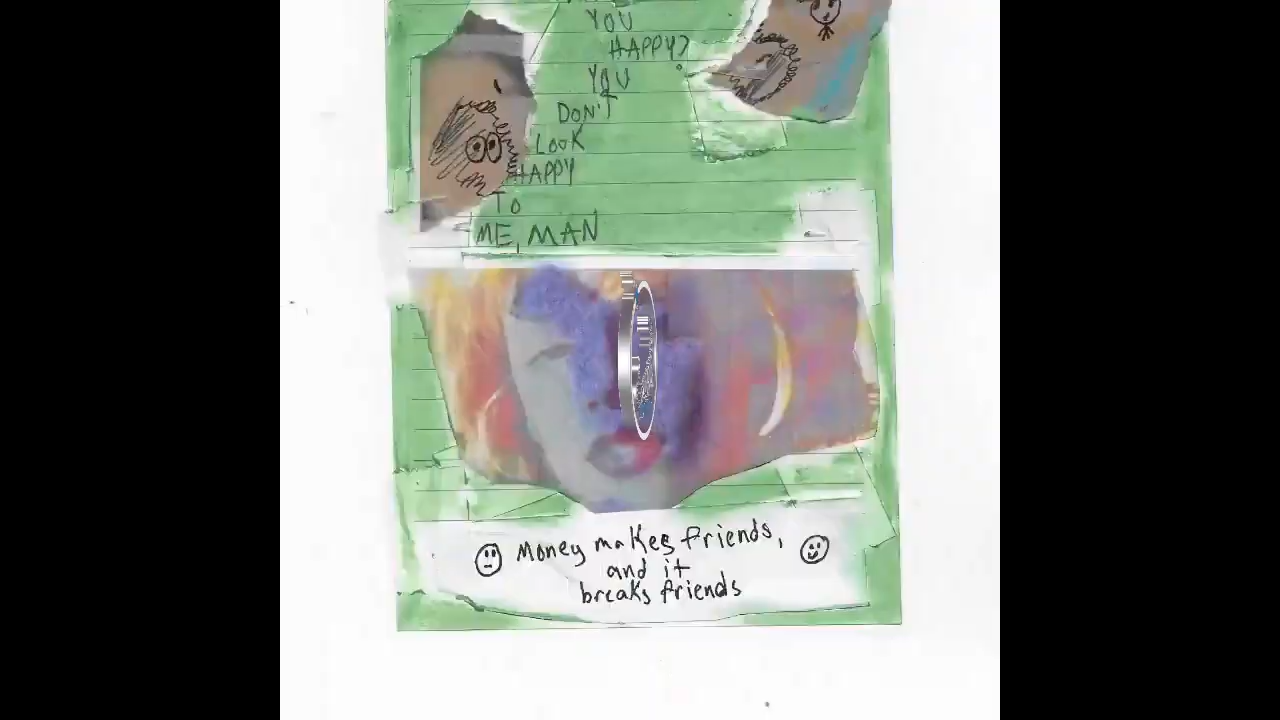 YOU
HAPPY?
YOU
DON'T
LOOK
HAPPY
TO
ME, MAN
Money makes friends,
and it
breaks friends